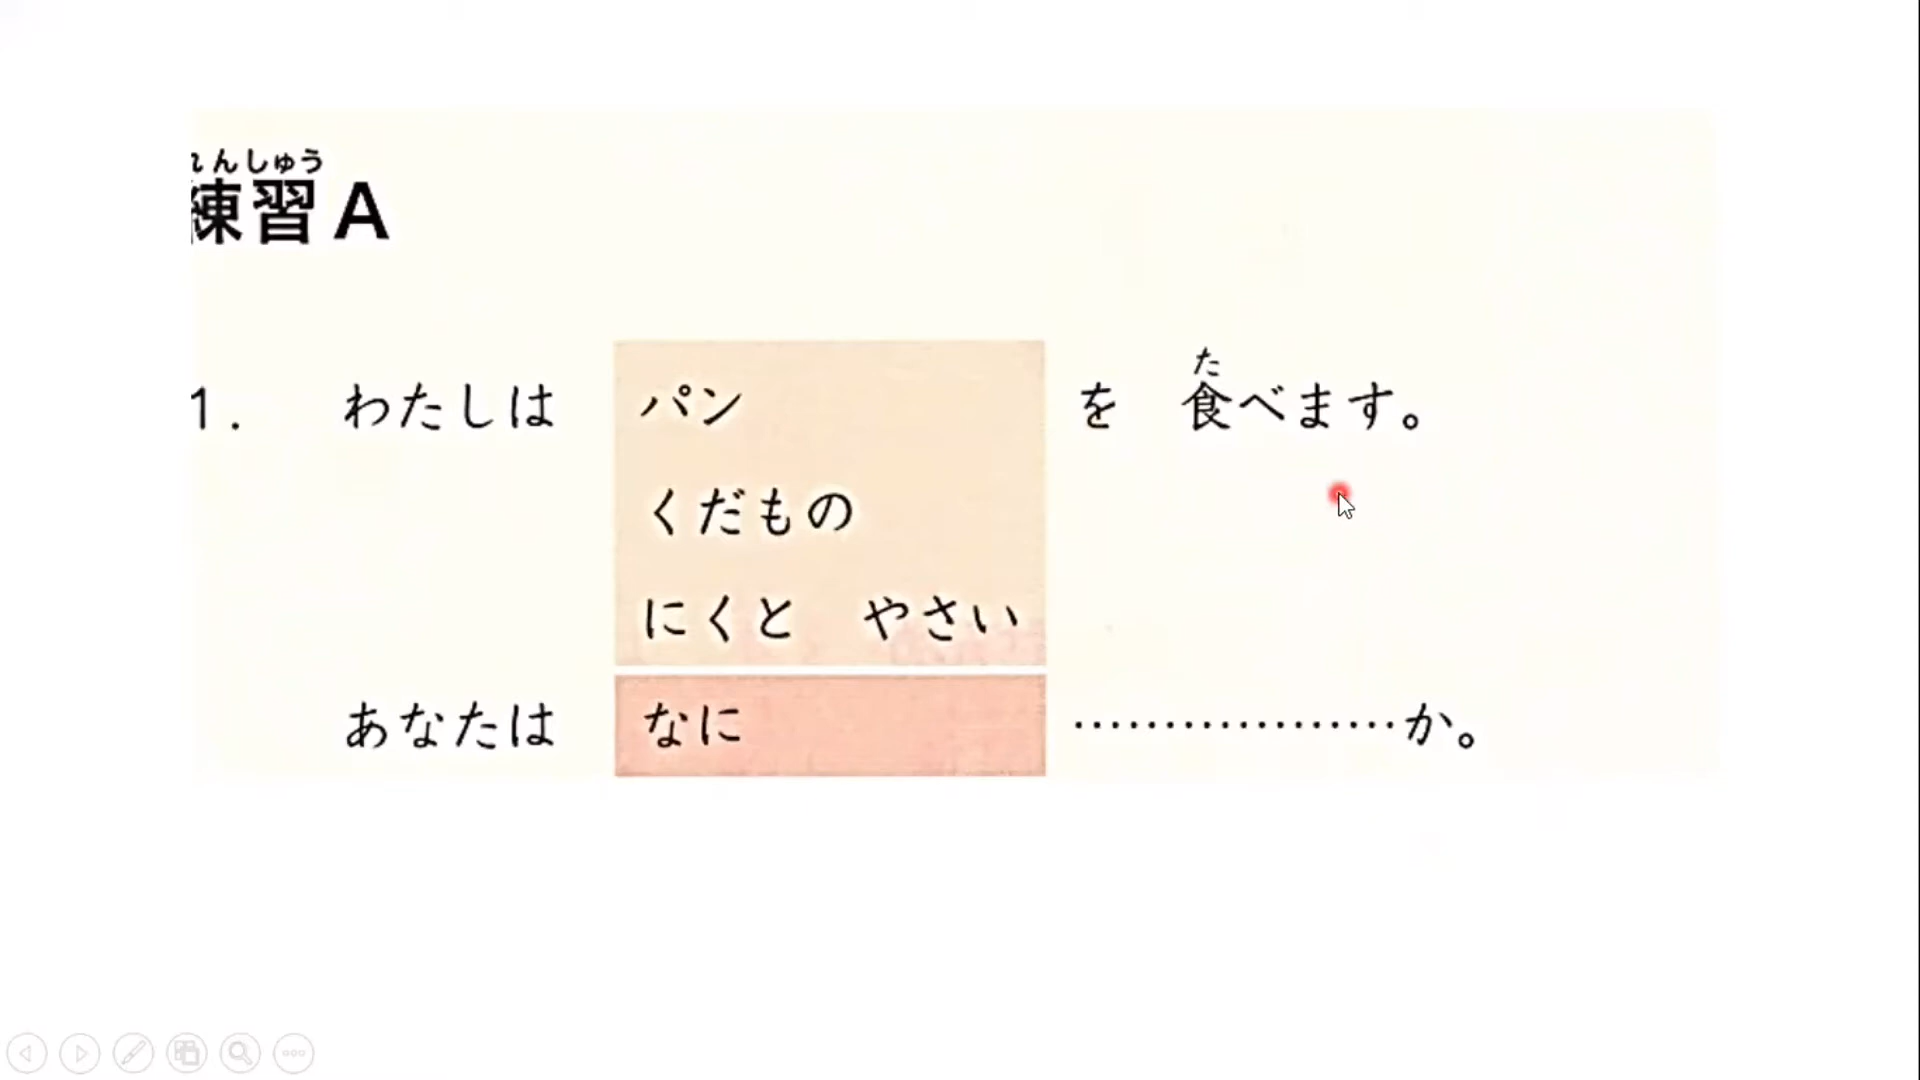 れんしゅう
練習 A
た
1. わたしは パン を 食べます。
くだもの
にくと やさい
あなたは なに ………………か。